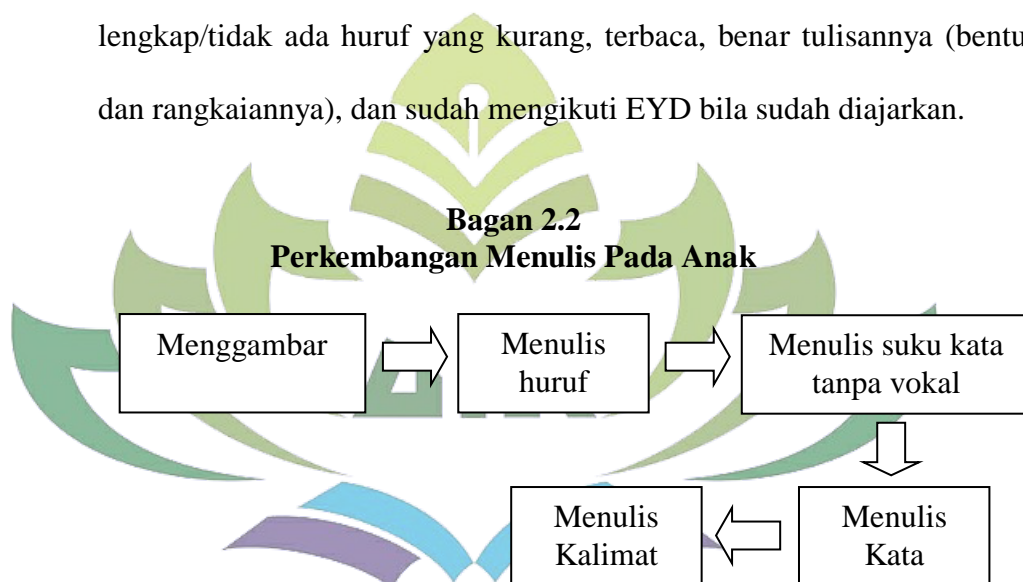 lengkap/tidak ada huruf yang kurang, terbaca, benar tulisannya (bentu
dan rangkaiannya), dan sudah mengikuti EYD bila sudah diajarkan.
Bagan 2.2
Perkembangan Menulis Pada Anak
Menggambar
Menulis
huruf
Menulis suku kata
tanpa vokal
Menulis
Kata
Menulis
Kalimat